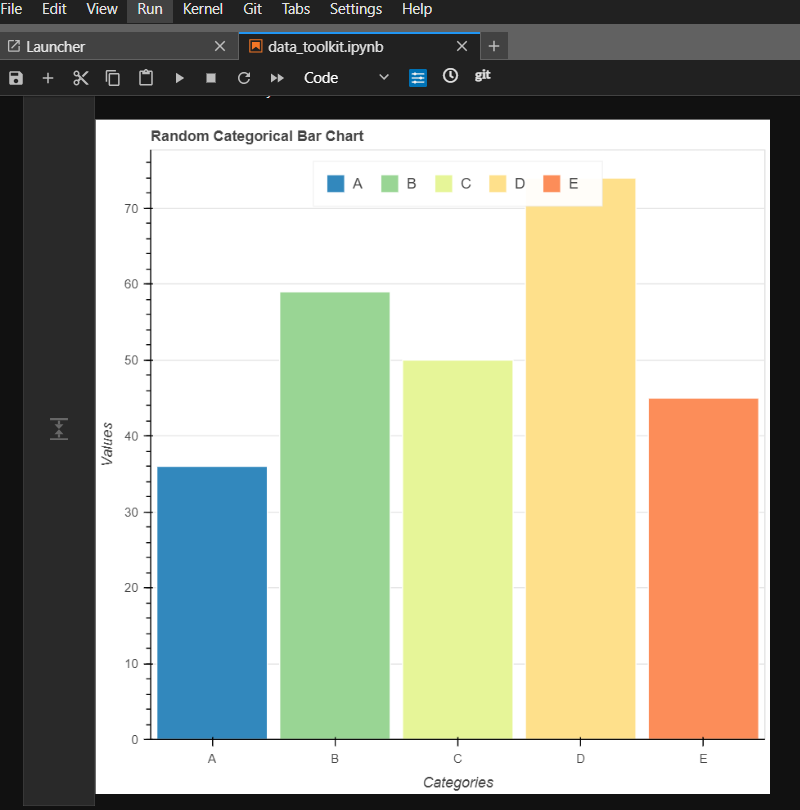 File Edit View Run Kernel Git Tabs Settings Help
Launcher data_toolkit.ipynb
Code git
Random Categorical Bar Chart
A B C D E
70
60
50
40
30
20
10
0
Values
A B C D E
Categories